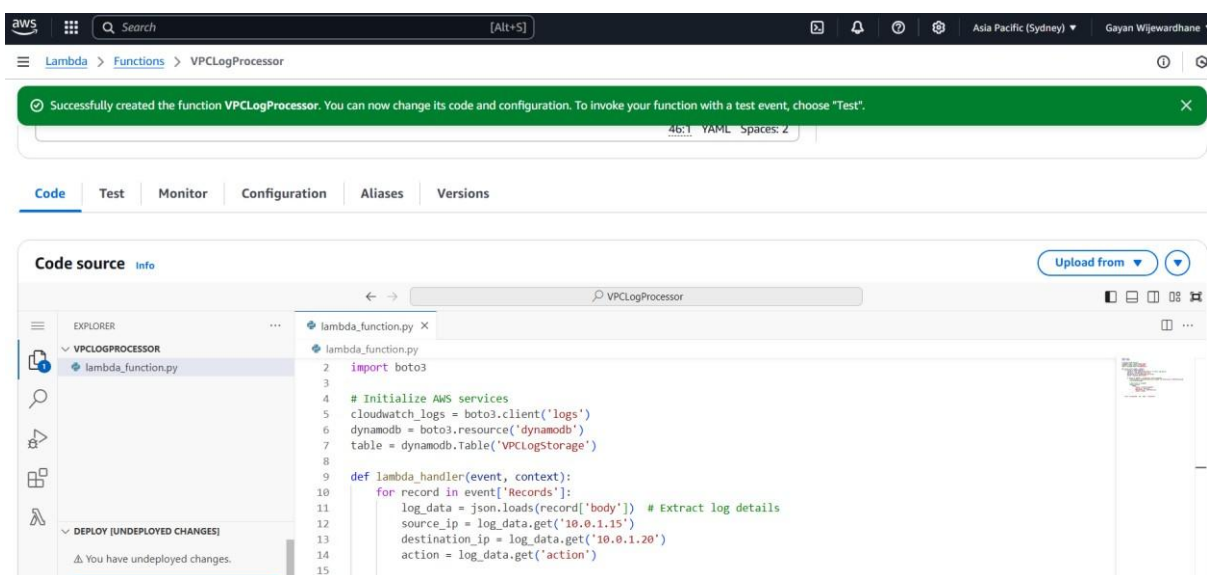 aws Search [Alt+S] Asia Pacific (Sydney) ▼ Gayan Wijewardhane
Lambda > Functions > VPCLogProcessor
Successfully created the function VPCLogProcessor. You can now change its code and configuration. To invoke your function with a test event, choose "Test".
46:1 YAML Spaces: 2
Code Test Monitor Configuration Aliases Versions
Code source Info Upload from ▼
VPCLogProcessor
EXPLORER ... lambda_function.py
VPCLOGPROCESSOR lambda_function.py
lambda_function.py
2 import boto3
3
4 # Initialize AWS services
5 cloudwatch_logs = boto3.client('logs')
6 dynamodb = boto3.resource('dynamodb')
7 table = dynamodb.Table('VPCLogStorage')
8
9 def lambda_handler(event, context):
10 for record in event['Records']:
11 log_data = json.loads(record['body']) # Extract log details
12 source_ip = log_data.get('10.0.1.15')
13 destination_ip = log_data.get('10.0.1.20')
14 action = log_data.get('action')
15
DEPLOY [UNDEPLOYED CHANGES]
You have undeployed changes.